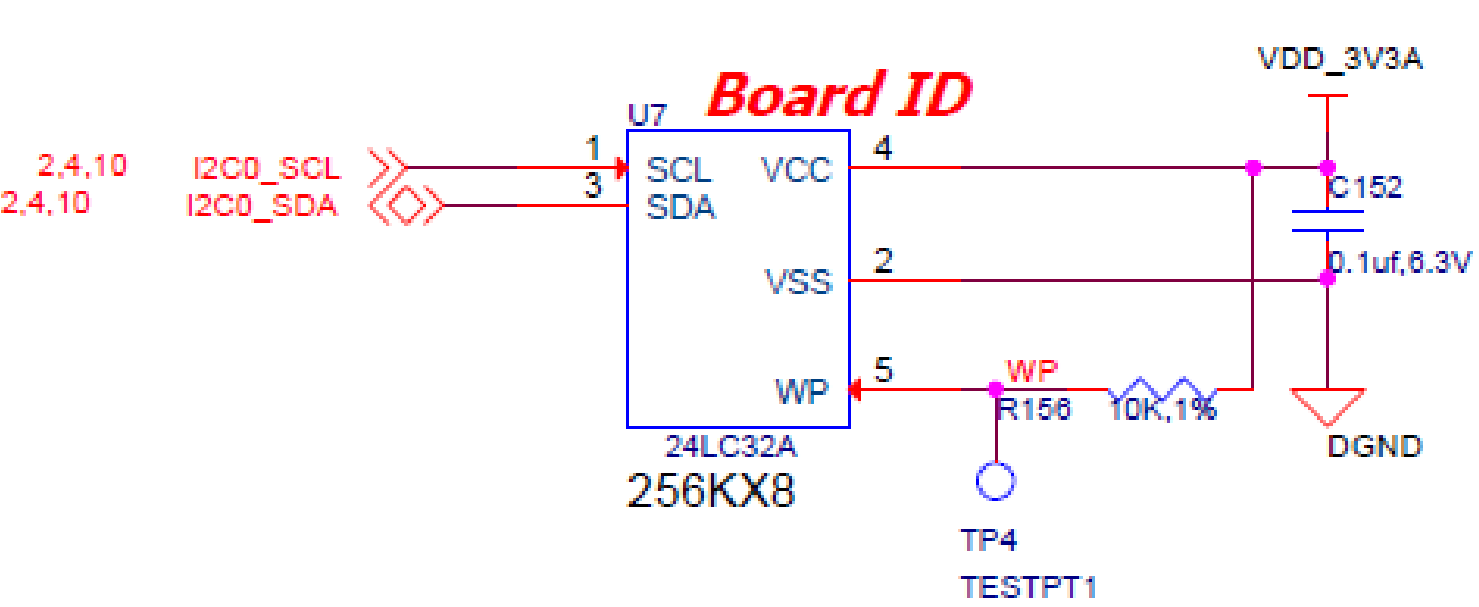 VDD_3V3A
Board ID
U7
2,4,10 I2C0_SCL 1 SCL VCC 4
2,4,10 I2C0_SDA 3 SDA
C152
0.1uf,6.3V
VSS 2
WP 5 WP
R156 10K,1%
24LC32A
256KX8
DGND
TP4
TESTPT1